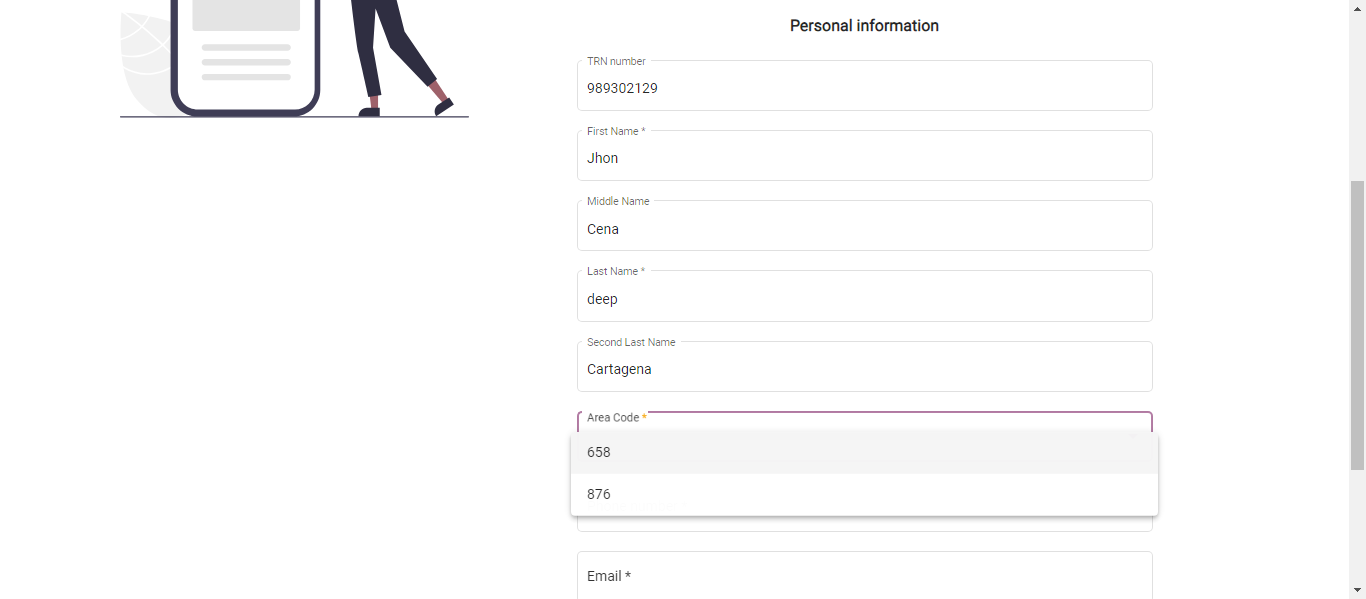 Personal information
TRN number
989302129
First Name *
Jhon
Middle Name
Cena
Last Name *
deep
Second Last Name
Cartagena
Area Code *
658
876
Email *